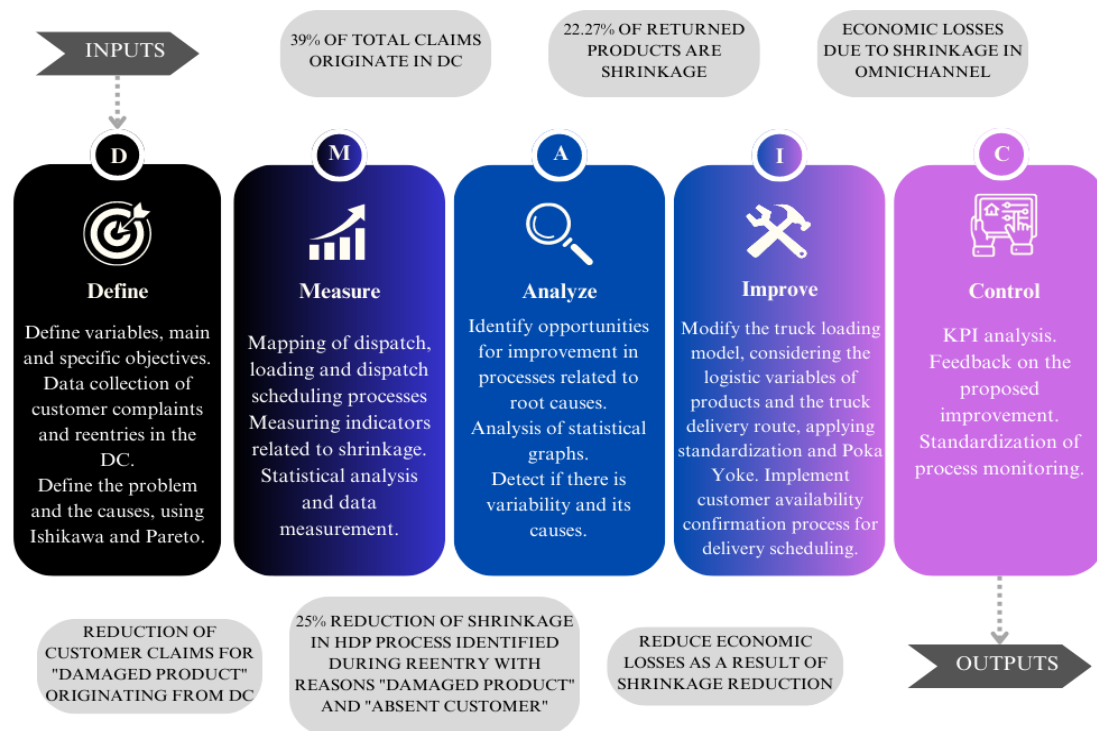 INPUTS
39% OF TOTAL CLAIMS
ORIGINATE IN DC
22.27% OF RETURNED
PRODUCTS ARE
SHRINKAGE
ECONOMIC LOSSES
DUE TO SHRINKAGE IN
OMNICHANNEL
D
Define
Define variables, main
and specific objectives.
Data collection of
customer complaints
and reentries in the
DC.
Define the problem
and the causes, using
Ishikawa and Pareto.
M
Measure
Mapping of dispatch,
loading and dispatch
scheduling processes
Measuring indicators
related to shrinkage.
Statistical analysis
and data
measurement.
A
Analyze
Identify opportunities
for improvement in
processes related to
root causes.
Analysis of statistical
graphs.
Detect if there is
variability and its
causes.
I
Improve
Modify the truck loading
model, considering the
logistic variables of
products and the truck
delivery route, applying
standardization and Poka
Yoke. Implement
customer availability
confirmation process for
delivery scheduling.
C
Control
KPI analysis.
Feedback on the
proposed
improvement.
Standardization of
process monitoring.
REDUCTION OF
CUSTOMER CLAIMS FOR
"DAMAGED PRODUCT"
ORIGINATING FROM DC
25% REDUCTION OF SHRINKAGE
IN HDP PROCESS IDENTIFIED
DURING REENTRY WITH
REASONS "DAMAGED PRODUCT"
AND "ABSENT CUSTOMER"
REDUCE ECONOMIC
LOSSES AS A RESULT OF
SHRINKAGE REDUCTION
OUTPUTS